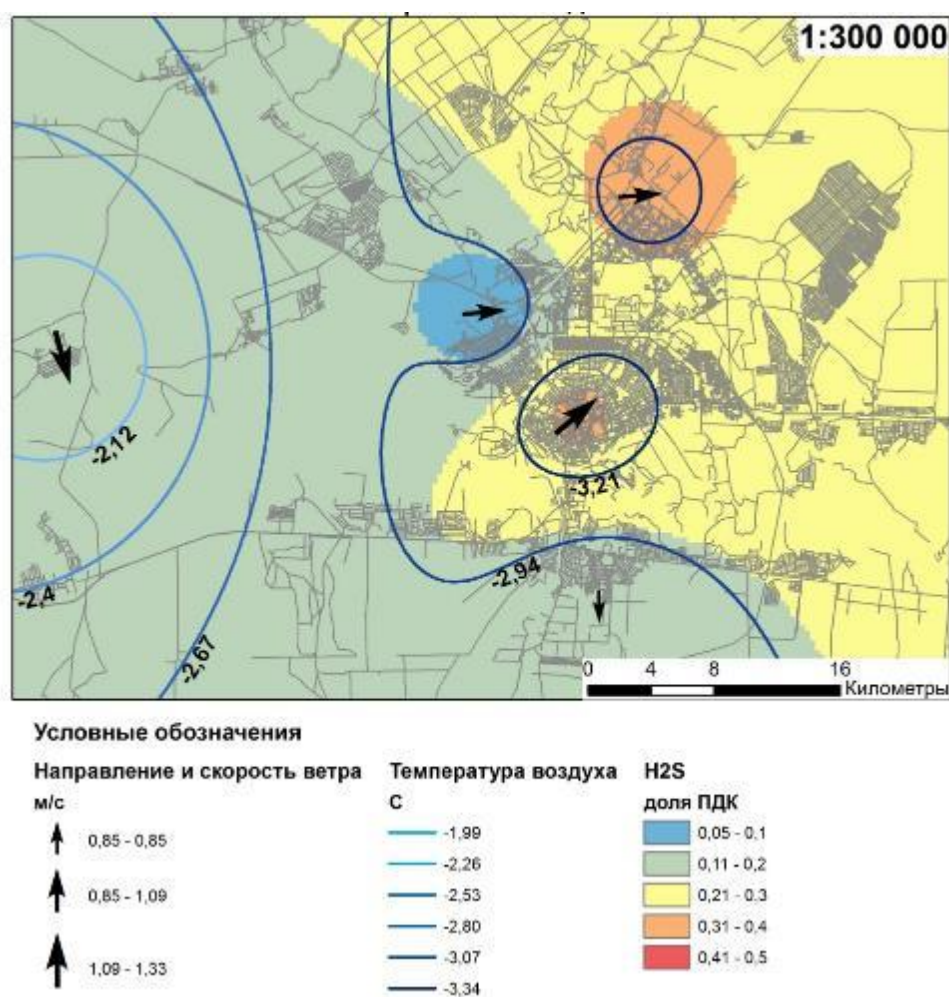 1:300 000
-2,12
-3,21
-2,4
-2,94
-2,67
0 4 8 16
Километры
Условные обозначения
Направление и скорость ветра
м/с
0,85 - 0,85
0,85 - 1,09
1,09 - 1,33
Температура воздуха
С
-1,99
-2,26
-2,53
-2,80
-3,07
-3,34
H2S
доля ПДК
0,05 - 0,1
0,11 - 0,2
0,21 - 0,3
0,31 - 0,4
0,41 - 0,5